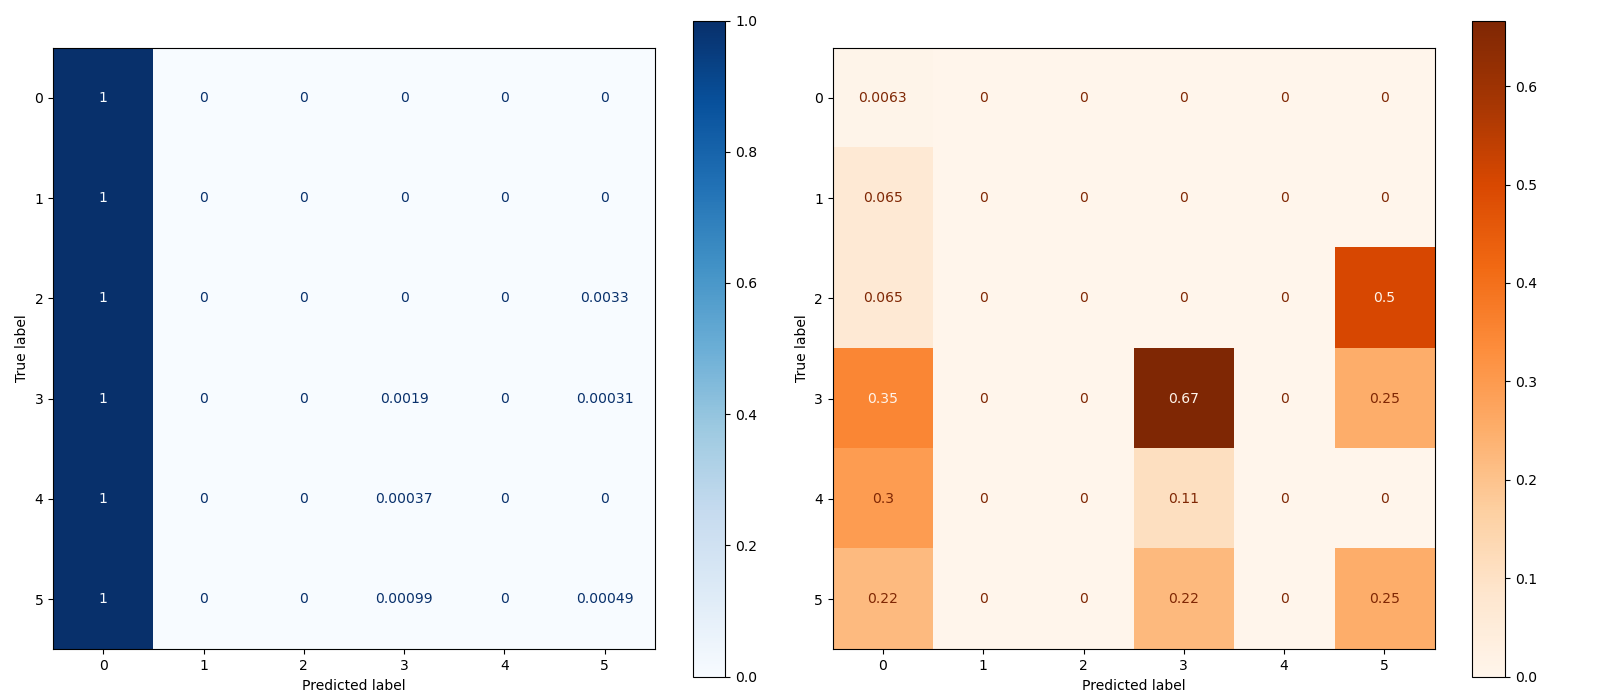 1.0
0.8
0.6
0.4
0.2
0.0
0 1 0 0 0 0 0
1 1 0 0 0 0 0
2 1 0 0 0 0 0.0033
3 1 0 0 0.0019 0 0.00031
4 1 0 0 0.00037 0 0
5 1 0 0 0.00099 0 0.00049
0 1 2 3 4 5
True label
Predicted label
0.6
0.5
0.4
0.3
0.2
0.1
0.0
0 0.0063 0 0 0 0 0
1 0.065 0 0 0 0 0
2 0.065 0 0 0 0 0.5
3 0.35 0 0 0.67 0 0.25
4 0.3 0 0 0.11 0 0
5 0.22 0 0 0.22 0 0.25
0 1 2 3 4 5
True label
Predicted label